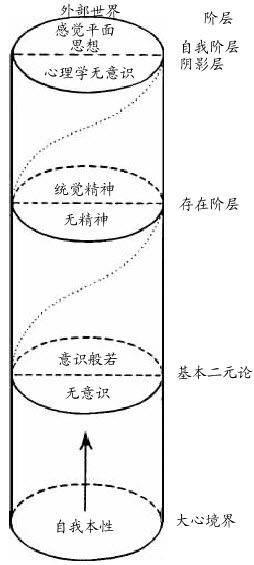 外部世界
阶层
感觉平面
思想
自我阶层
心理学无意识
阴影层
统觉精神
无精神
存在阶层
意识般若
无意识
基本二元论
自我本性
大心境界